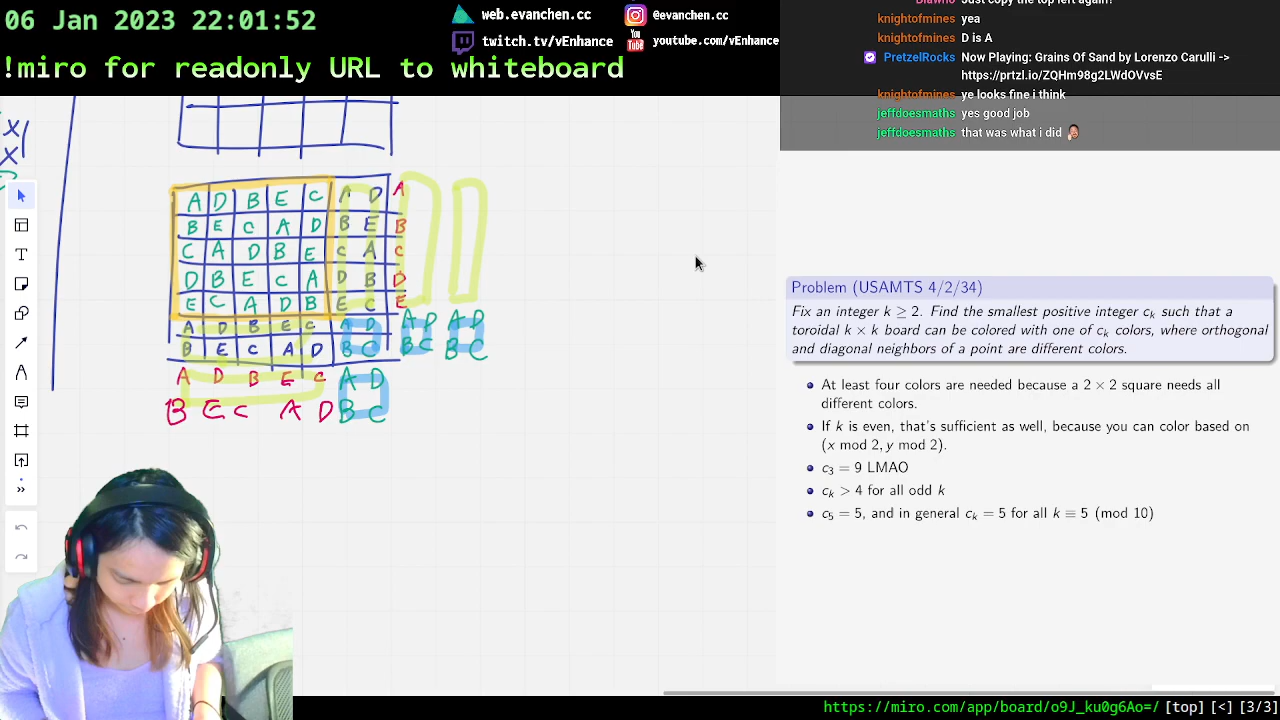 06 Jan 2023 22:01:52
web.evanchen.cc
@evanchen.cc
twitch.tv/vEnhance
youtube.com/vEnhance
!miro for readonly URL to whiteboard
Just copy the top left again!
knightofmines yea
knightofmines D is A
PretzelRocks Now Playing: Grains Of Sand by Lorenzo Carulli ->
https://prtzl.io/ZQHm98g2LWdOVvsE
knightofmines ye looks fine i think
jeffdoesmaths yes good job
jeffdoesmaths that was what i did
X
X
A D B E C A D A
B E C A D B E B
C A D B E C A C
D B E C A D B D
E C A D B E C E
A D B E C A D A D A D
B E C A D B C B C B C
A D B E C A D
B E C A D B C
Problem (USAMTS 4/2/34)
Fix an integer k ≥ 2. Find the smallest positive integer c_k such that a
toroidal k × k board can be colored with one of c_k colors, where orthogonal
and diagonal neighbors of a point are different colors.
At least four colors are needed because a 2 × 2 square needs all
different colors.
If k is even, that's sufficient as well, because you can color based on
(x mod 2, y mod 2).
c_3 = 9 LMAO
c_k > 4 for all odd k
c_5 = 5, and in general c_k = 5 for all k ≡ 5 (mod 10)
https://miro.com/app/board/o9J_ku0g6Ao=/ [top] [<] [3/3]